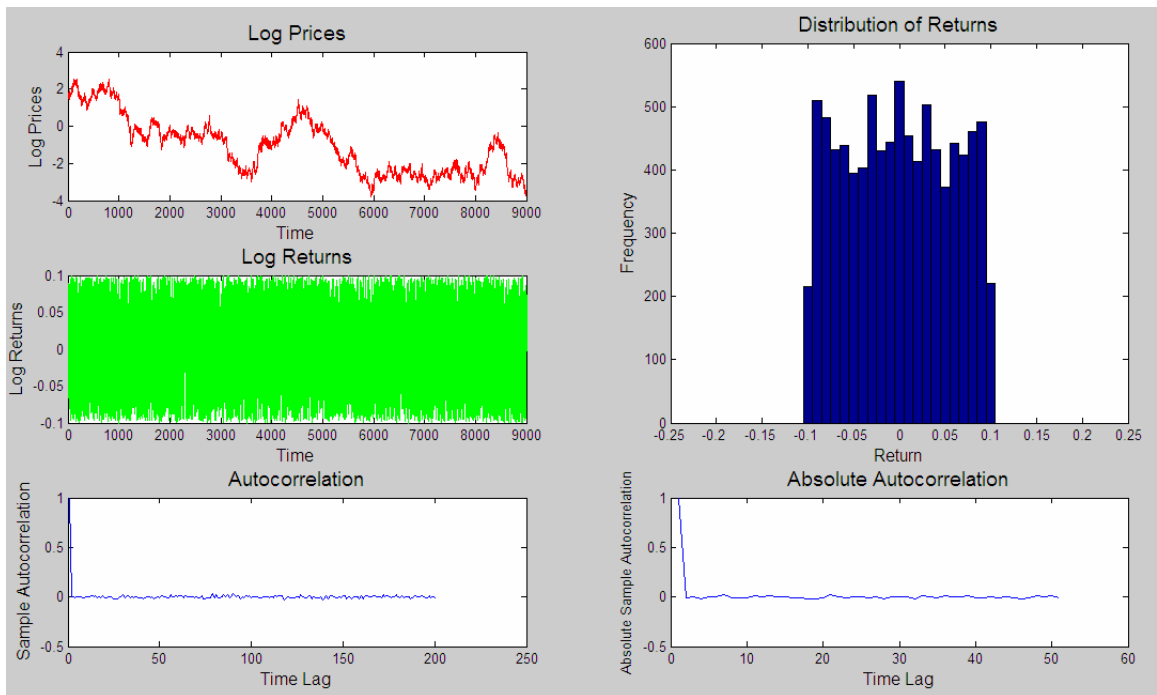 Log Prices
4
2
0
-2
-4
Log Prices
0 1000 2000 3000 4000 5000 6000 7000 8000 9000
Time
Log Returns
0.1
0.05
0
-0.05
-0.1
Log Returns
0 1000 2000 3000 4000 5000 6000 7000 8000 9000
Time
Autocorrelation
1
0.5
0
-0.5
Sample Autocorrelation
0 50 100 150 200 250
Time Lag
Distribution of Returns
600
500
400
300
200
100
0
Frequency
-0.25 -0.2 -0.15 -0.1 -0.05 0 0.05 0.1 0.15 0.2 0.25
Return
Absolute Autocorrelation
1
0.5
0
-0.5
Absolute Sample Autocorrelation
0 10 20 30 40 50 60
Time Lag